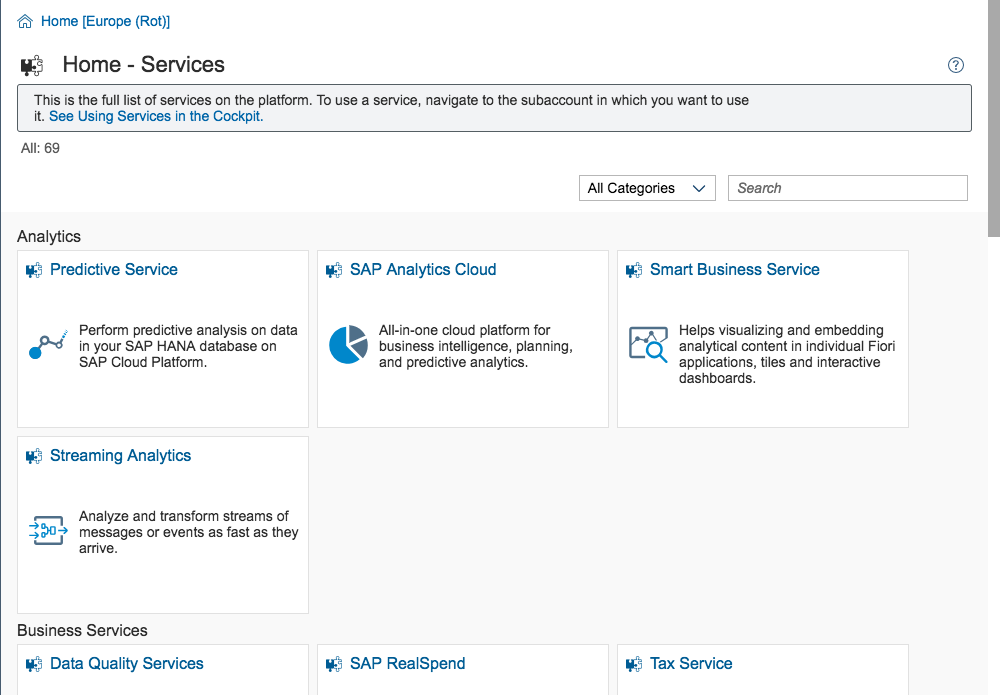 Home [Europe (Rot)]
Home - Services
This is the full list of services on the platform. To use a service, navigate to the subaccount in which you want to use
it. See Using Services in the Cockpit.
All: 69
All Categories
Search
Analytics
Predictive Service
Perform predictive analysis on data
in your SAP HANA database on
SAP Cloud Platform.
SAP Analytics Cloud
All-in-one cloud platform for
business intelligence, planning,
and predictive analytics.
Smart Business Service
Helps visualizing and embedding
analytical content in individual Fiori
applications, tiles and interactive
dashboards.
Streaming Analytics
Analyze and transform streams of
messages or events as fast as they
arrive.
Business Services
Data Quality Services
SAP RealSpend
Tax Service